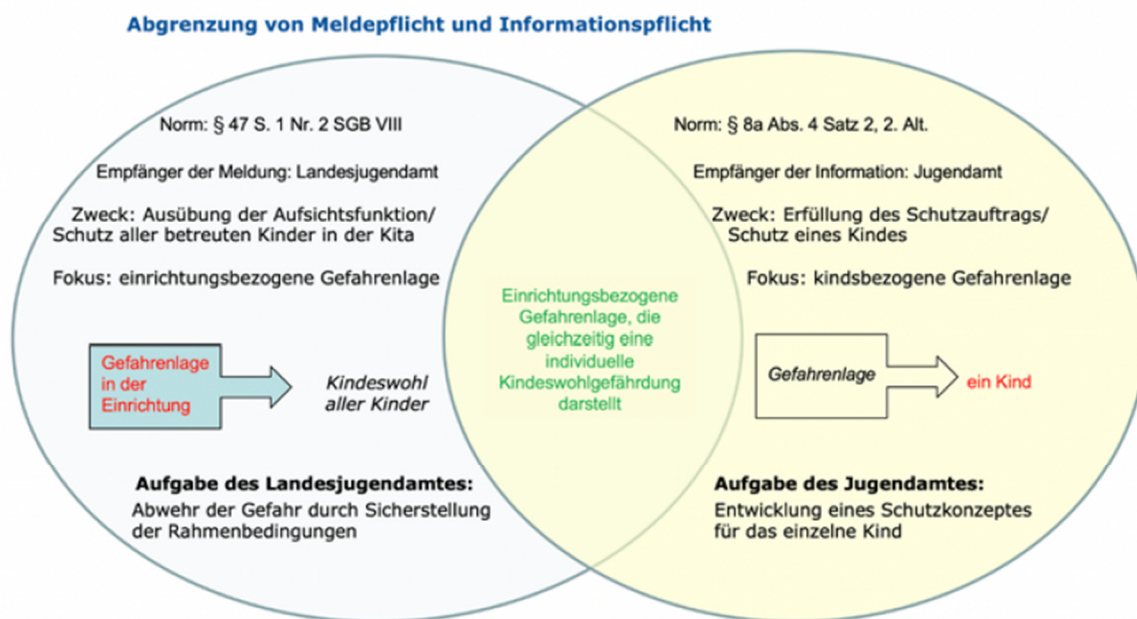 Abgrenzung von Meldepflicht und Informationspflicht
Norm: § 47 S. 1 Nr. 2 SGB VIII
Empfänger der Meldung: Landesjugendamt
Zweck: Ausübung der Aufsichtsfunktion/
Schutz aller betreuten Kinder in der Kita
Fokus: einrichtungsbezogene Gefahrenlage
Gefahrenlage
in der
Einrichtung
Kindeswohl
aller Kinder
Aufgabe des Landesjugendamtes:
Abwehr der Gefahr durch Sicherstellung
der Rahmenbedingungen
Einrichtungsbezogene
Gefahrenlage, die
gleichzeitig eine
individuelle
Kindeswohlgefährdung
darstellt
Norm: § 8a Abs. 4 Satz 2, 2. Alt.
Empfänger der Information: Jugendamt
Zweck: Erfüllung des Schutzauftrags/
Schutz eines Kindes
Fokus: kindsbezogene Gefahrenlage
Gefahrenlage
ein Kind
Aufgabe des Jugendamtes:
Entwicklung eines Schutzkonzeptes
für das einzelne Kind